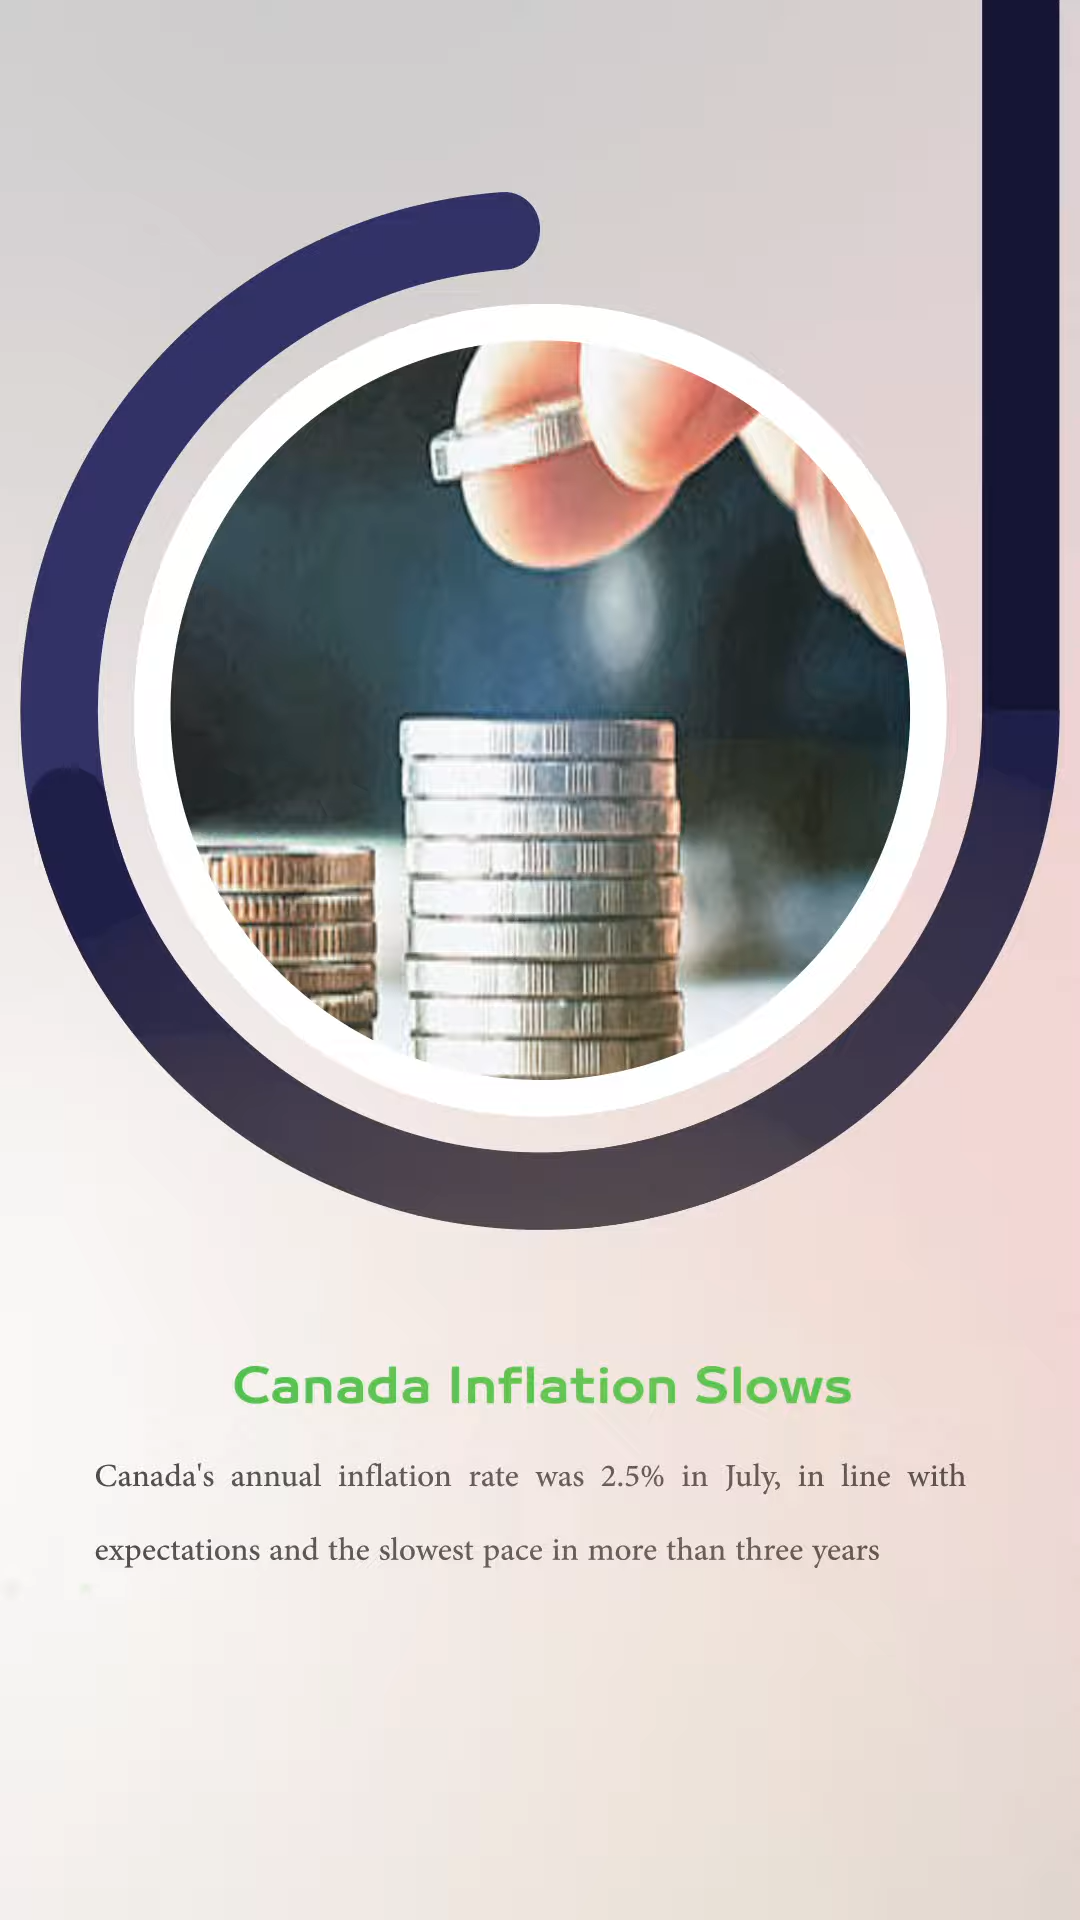 Canada Inflation Slows
Canada's annual inflation rate was 2.5% in July, in line with
expectations and the slowest pace in more than three years